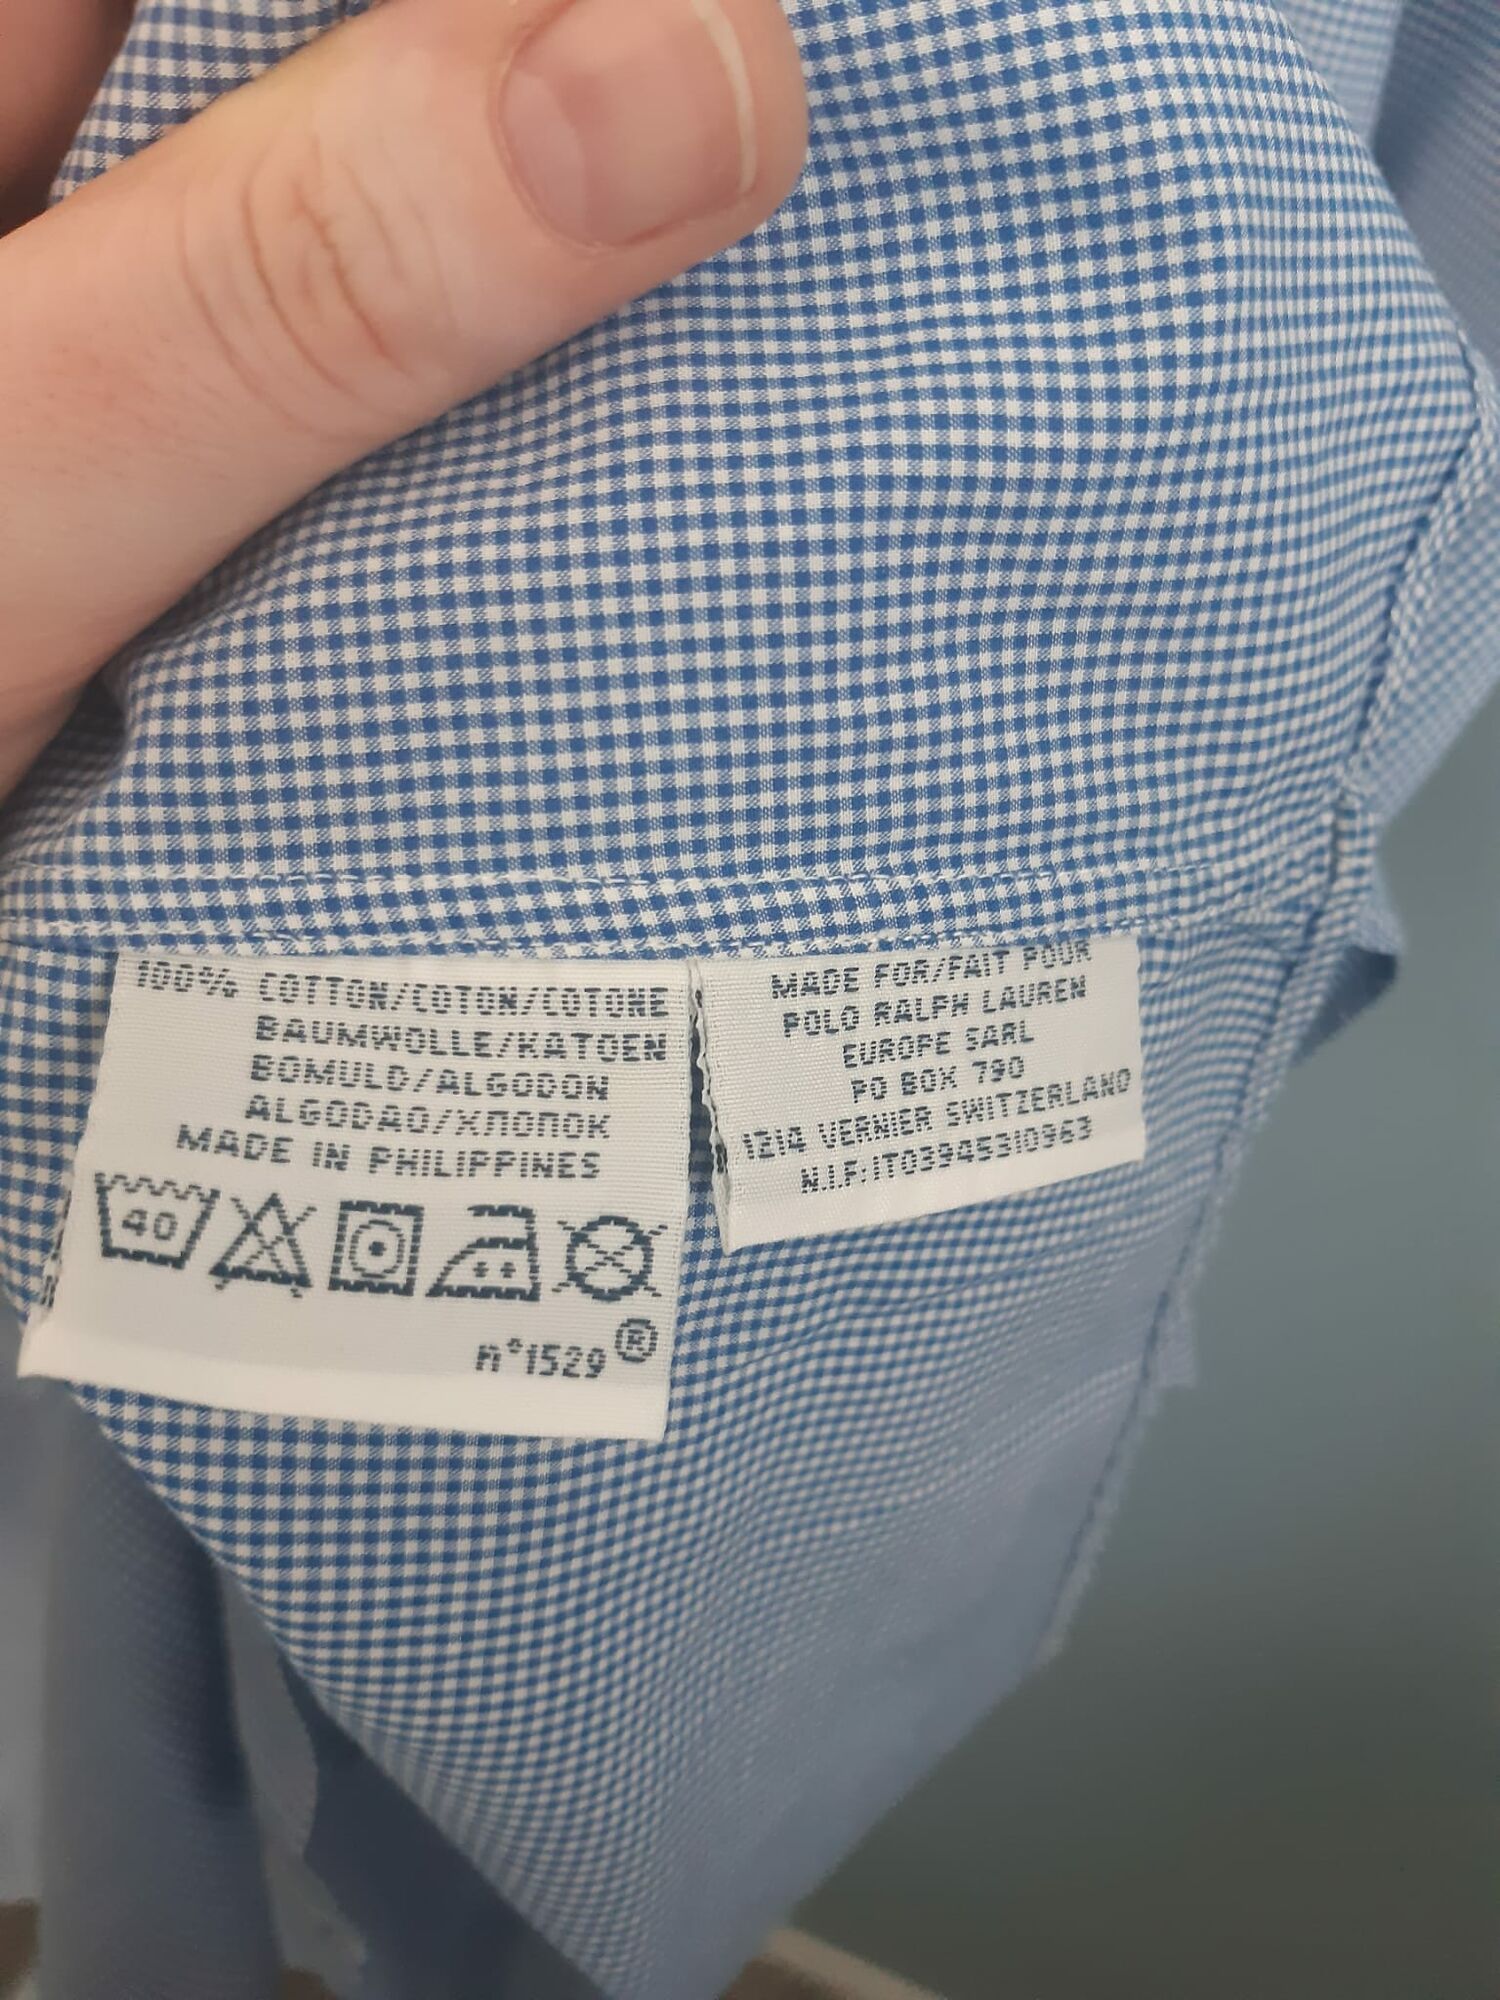 100% COTTON/COTON/COTONE
BAUMWOLLE/KATOEN
BOMULD/ALGODON
ALGODAO/ХЛОПОК
MADE IN PHILIPPINES
40
n°1529®
MADE FOR/FAIT POUR
POLO RALPH LAUREN
EUROPE SARL
PO BOX 790
1214 VERNIER SWITZERLAND
N.I.F:IT03945310963